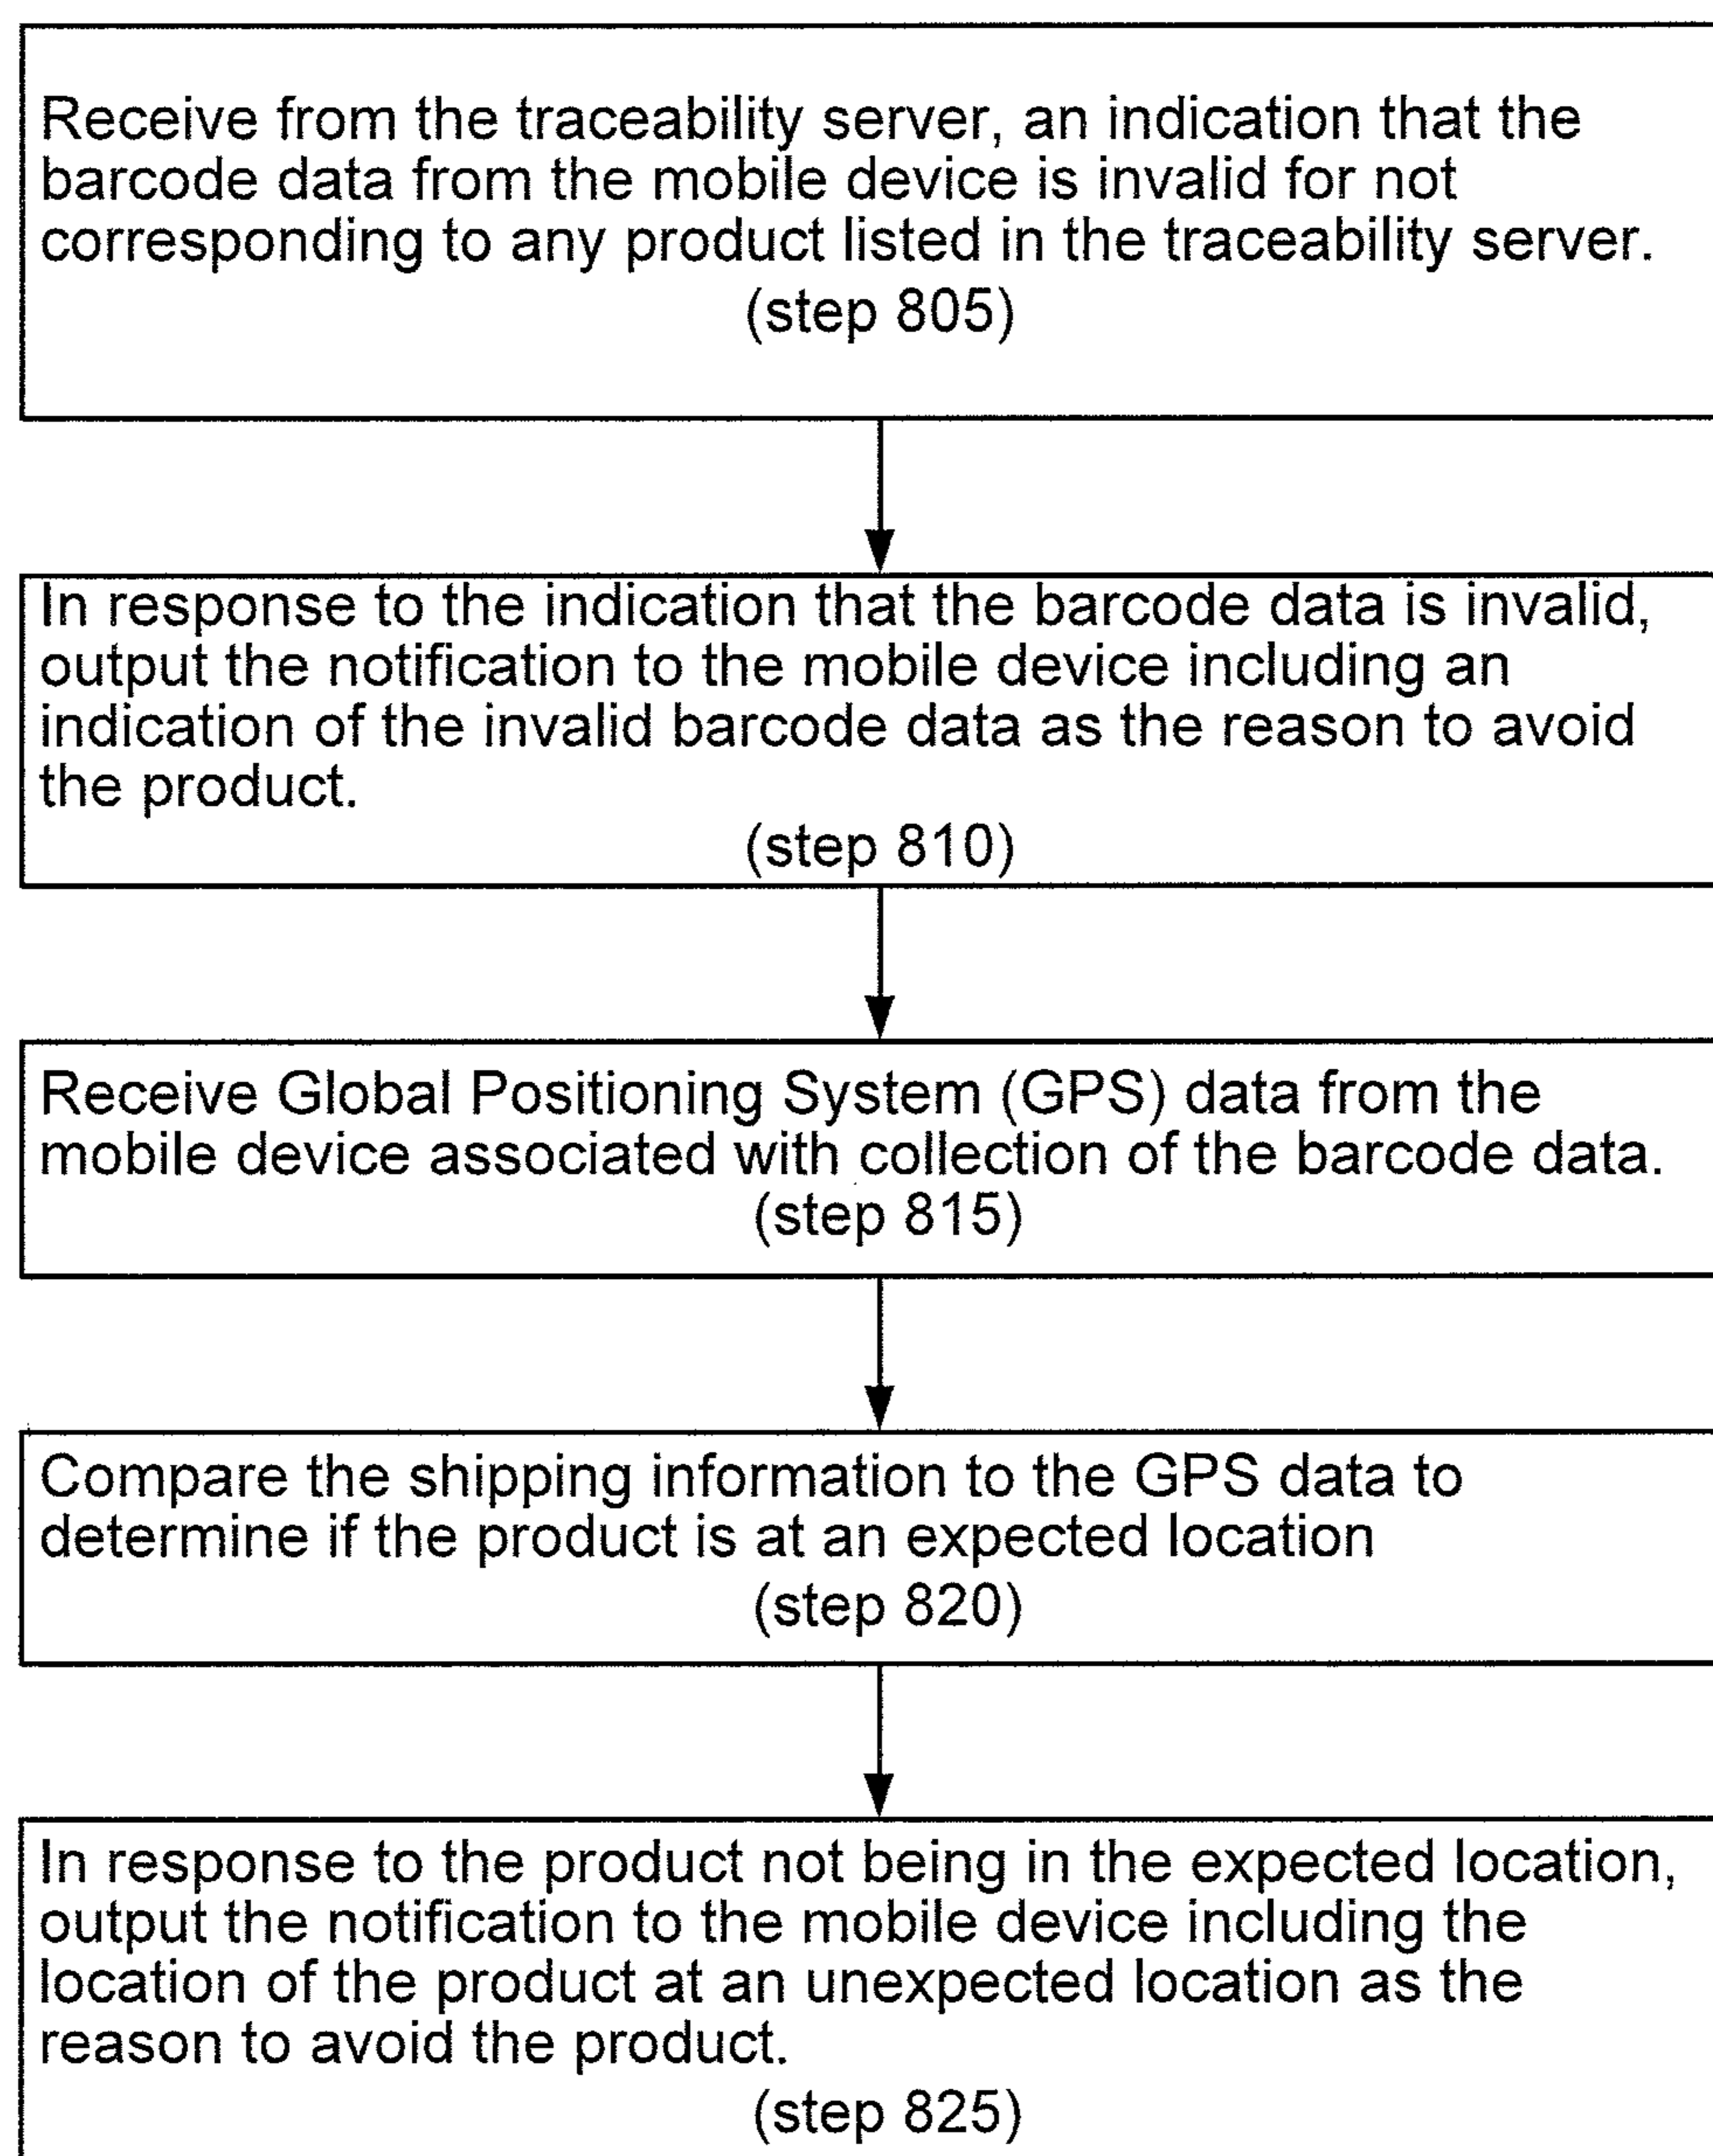 Receive from the traceability server, an indication that the
barcode data from the mobile device is invalid for not
corresponding to any product listed in the traceability server.
(step 805)
In response to the indication that the barcode data is invalid,
output the notification to the mobile device including an
indication of the invalid barcode data as the reason to avoid
the product.
(step 810)
Receive Global Positioning System (GPS) data from the
mobile device associated with collection of the barcode data.
(step 815)
Compare the shipping information to the GPS data to
determine if the product is at an expected location
(step 820)
In response to the product not being in the expected location,
output the notification to the mobile device including the
location of the product at an unexpected location as the
reason to avoid the product.
(step 825)